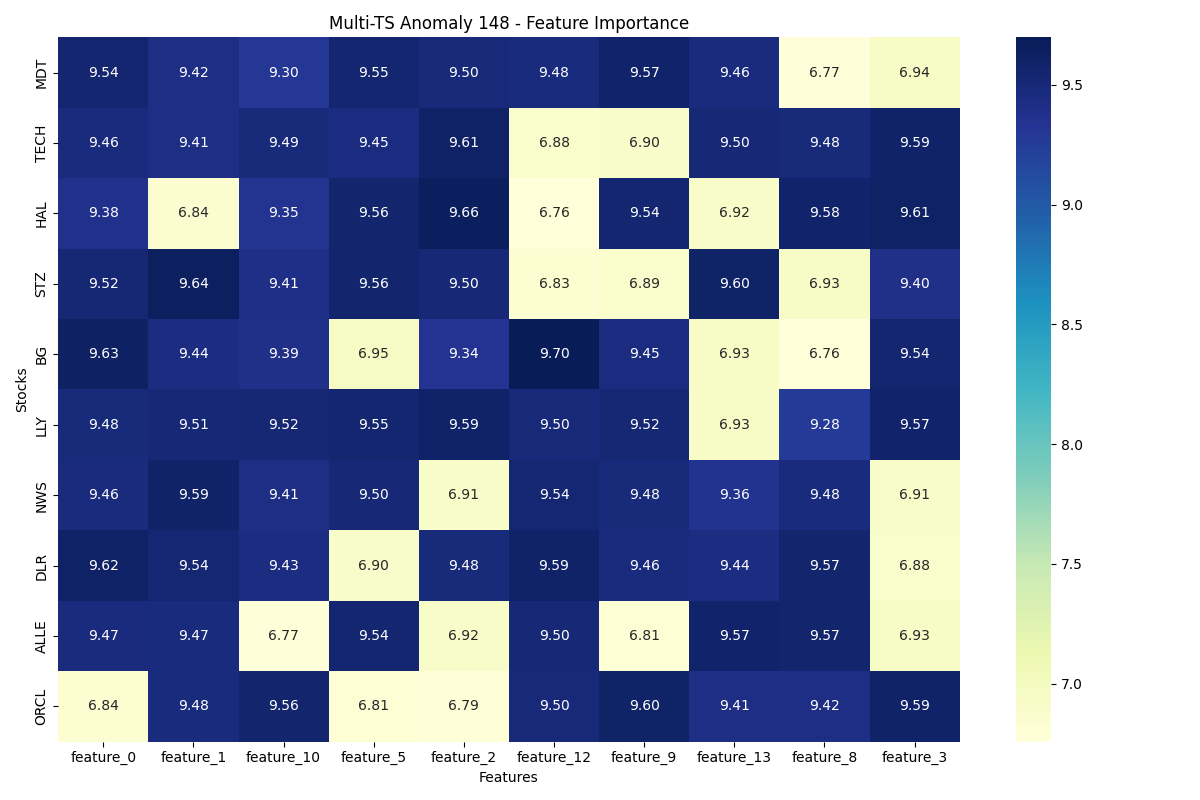 Multi-TS Anomaly 148 - Feature Importance
Stocks
MDT 9.54 9.42 9.30 9.55 9.50 9.48 9.57 9.46 6.77 6.94
TECH 9.46 9.41 9.49 9.45 9.61 6.88 6.90 9.50 9.48 9.59
HAL 9.38 6.84 9.35 9.56 9.66 6.76 9.54 6.92 9.58 9.61
STZ 9.52 9.64 9.41 9.56 9.50 6.83 6.89 9.60 6.93 9.40
BG 9.63 9.44 9.39 6.95 9.34 9.70 9.45 6.93 6.76 9.54
LLY 9.48 9.51 9.52 9.55 9.59 9.50 9.52 6.93 9.28 9.57
NWS 9.46 9.59 9.41 9.50 6.91 9.54 9.48 9.36 9.48 6.91
DLR 9.62 9.54 9.43 6.90 9.48 9.59 9.46 9.44 9.57 6.88
ALLE 9.47 9.47 6.77 9.54 6.92 9.50 6.81 9.57 9.57 6.93
ORCL 6.84 9.48 9.56 6.81 6.79 9.50 9.60 9.41 9.42 9.59
feature_0 feature_1 feature_10 feature_5 feature_2 feature_12 feature_9 feature_13 feature_8 feature_3
Features
9.5
9.0
8.5
8.0
7.5
7.0